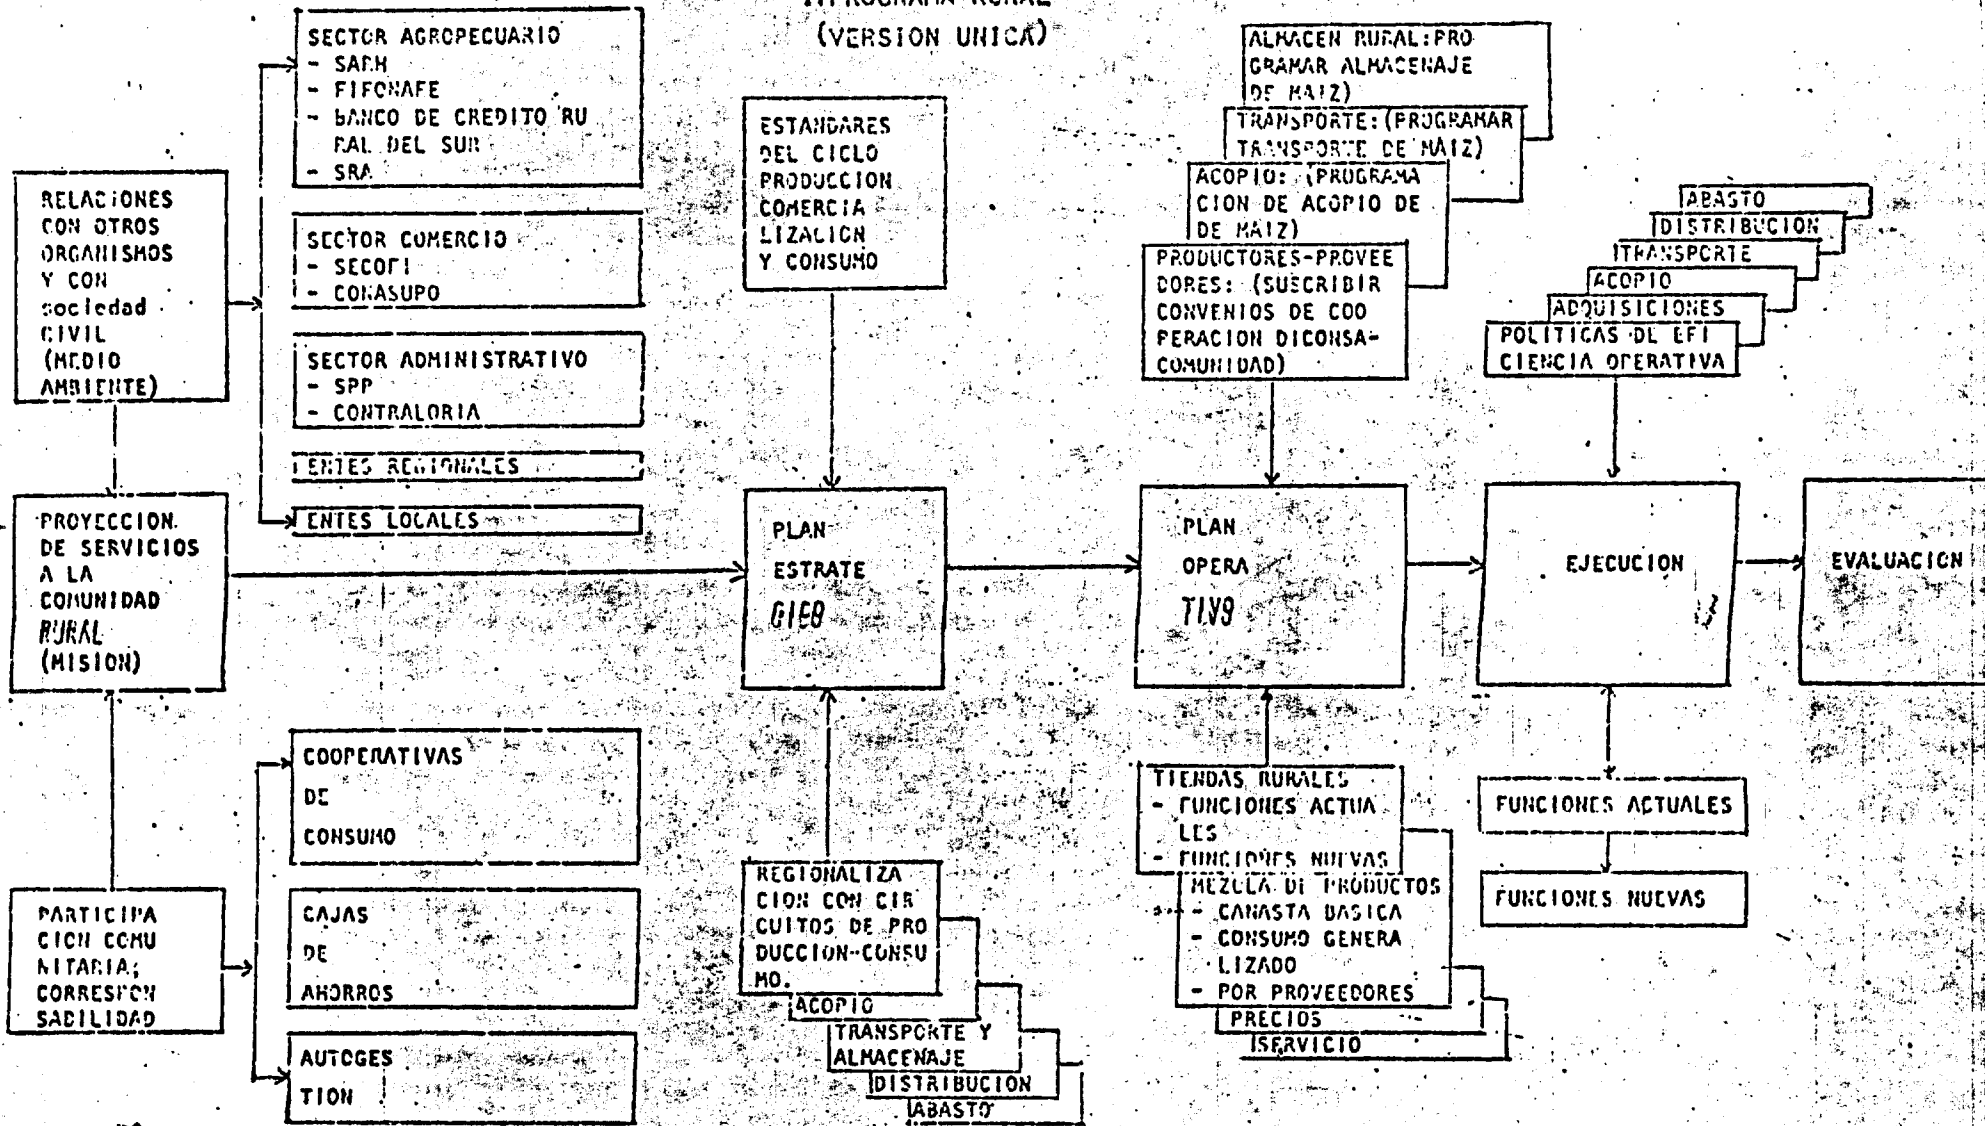 PROGRAMA RURAL
(VERSION UNICA)
RELACIONES
CON OTROS
ORGANISMOS
Y CON
sociedad
CIVIL
(MEDIO
AMBIENTE)
SECTOR AGROPECUARIO
- SARH
- FIFONAFE
- BANCO DE CREDITO RU
RAL DEL SUR
- SRA
SECTOR COMERCIO
- SECOFI
- CONASUPO
SECTOR ADMINISTRATIVO
- SPP
- CONTRALORIA
ENTES REGIONALES
ENTES LOCALES
PROYECCION
DE SERVICIOS
A LA
COMUNIDAD
RURAL
(MISION)
PARTICIPA
CION COMU
NITARIA;
CORRESPON
SABILIDAD
COOPERATIVAS
DE
CONSUMO
CAJAS
DE
AHORROS
AUTOGES
TION
ESTANDARES
DEL CICLO
PRODUCCION
COMERCIA
LIZACION
Y CONSUMO
PLAN
ESTRATE
GICO
REGIONALIZA
CION CON CIR
CUITOS DE PRO
DUCCION-CONSU
MO.
ACOPIO
TRANSPORTE Y
ALMACENAJE
DISTRIBUCION
ABASTO
ALMACEN RURAL:PRO
GRAMAR ALMACENAJE
DE MAIZ)
TRANSPORTE:(PROGRAMAR
TRANSPORTE DE MAIZ)
ACOPIO: (PROGRAMA
CION DE ACOPIO DE
DE MAIZ)
PRODUCTORES-PROVEE
DORES: (SUSCRIBIR
CONVENIOS DE COO
PERACION DICONSA-
COMUNIDAD)
PLAN
OPERA
TIVO
TIENDAS RURALES
- FUNCIONES ACTUA
LES
- FUNCIONES NUEVAS
MEZCLA DE PRODUCTOS
- CANASTA BASICA
- CONSUMO GENERA
LIZADO
- POR PROVEEDORES
PRECIOS
SERVICIO
ABASTO
DISTRIBUCION
TRANSPORTE
ACOPIO
ADQUISICIONES
POLITICAS DE EFI
CIENCIA OPERATIVA
EJECUCION
FUNCIONES ACTUALES
FUNCIONES NUEVAS
EVALUACION